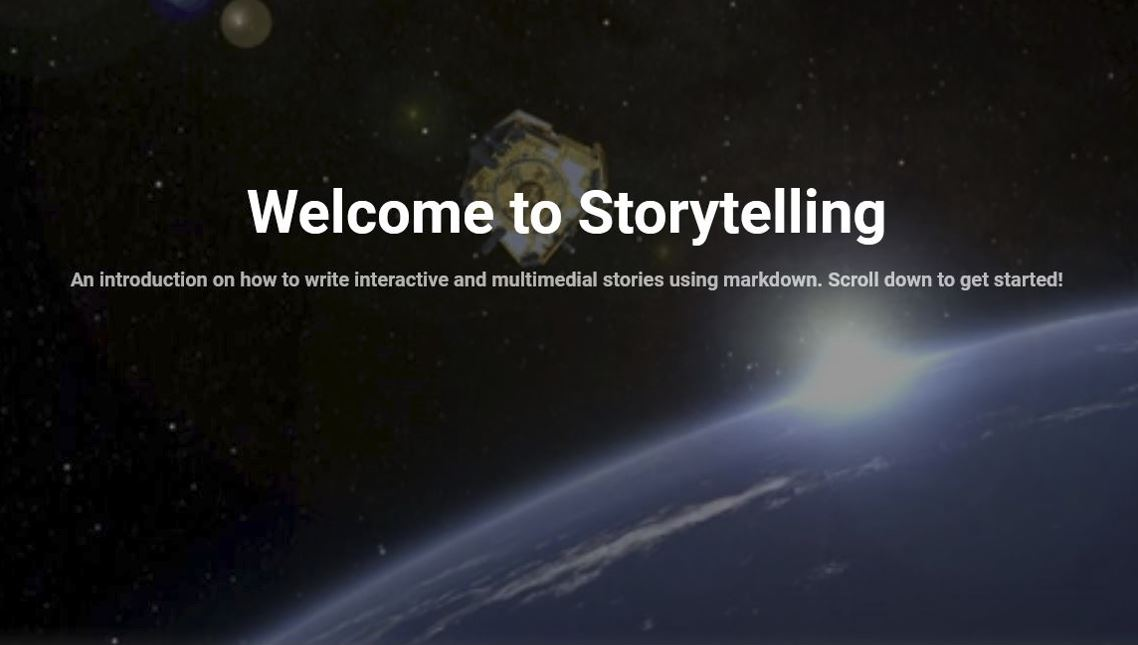 Welcome to Storytelling
An introduction on how to write interactive and multimedial stories using markdown. Scroll down to get started!